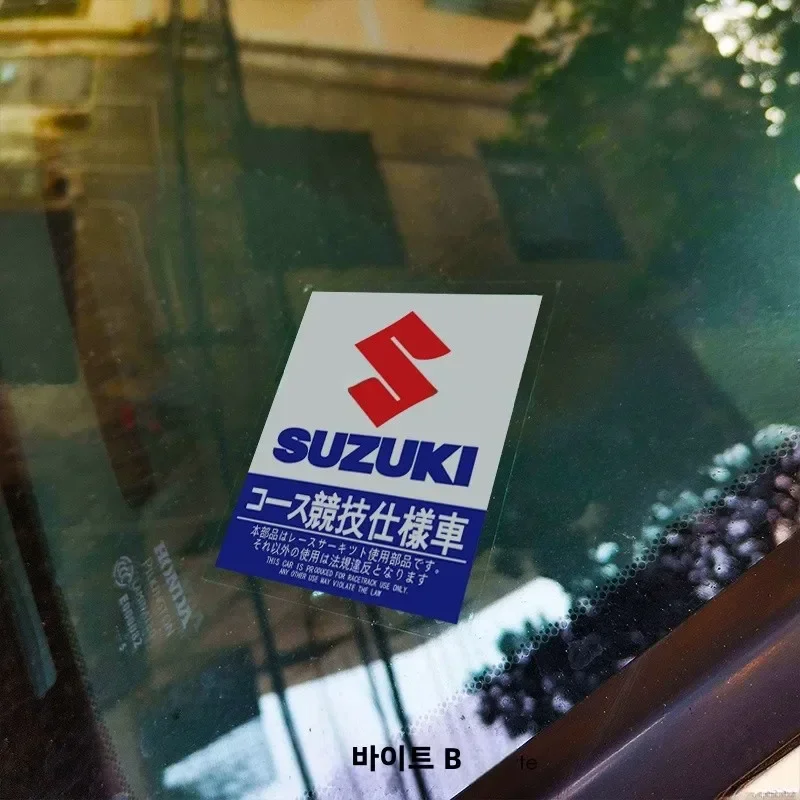 SUZUKI
コース競技仕様車
本部品はレースサーキット使用部品です。
それ以外の使用は法規違反となります
THIS CAR IS PRODUCED FOR RACETRACK USE ONLY.
ANY OTHER USE MAY VIOLATE THE LAW
HONDA
바이트 B
te